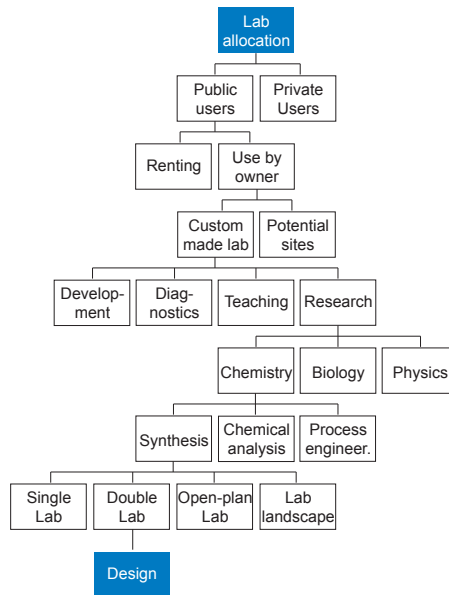 Lab
allocation
Public
users
Private
Users
Renting
Use by
owner
Custom
made lab
Potential
sites
Develop-
ment
Diag-
nostics
Teaching
Research
Chemistry
Biology
Physics
Synthesis
Chemical
analysis
Process
engineer.
Single
Lab
Double
Lab
Open-plan
Lab
Lab
landscape
Design